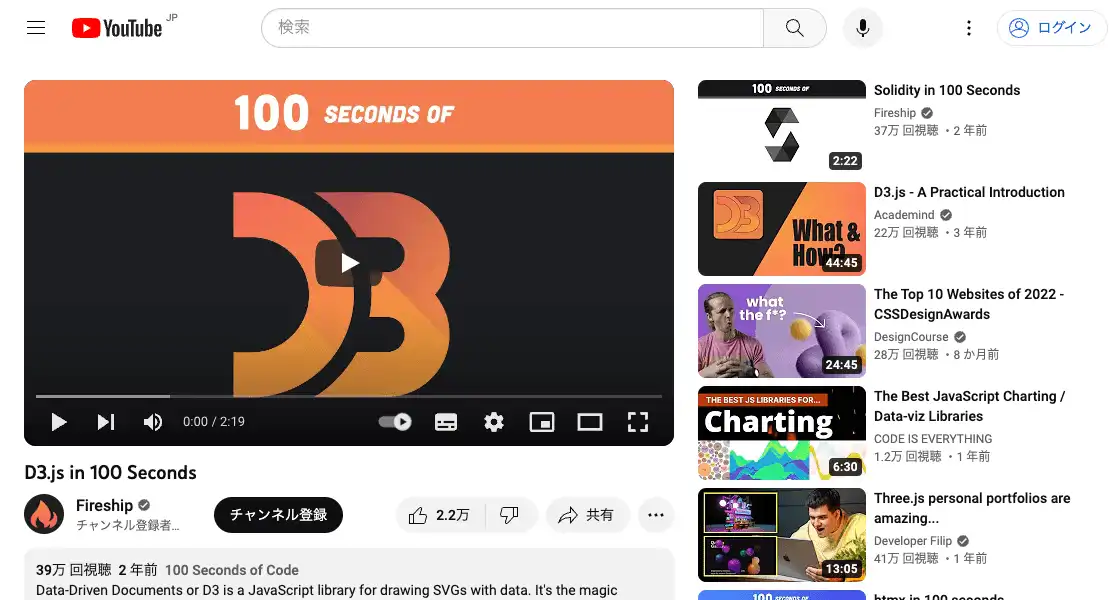 YouTube JP
検索
ログイン
100 SECONDS OF
0:00 / 2:19
D3.js in 100 Seconds
Fireship
チャンネル登録者...
チャンネル登録
2.2万
共有
39万 回視聴 2 年前 100 Seconds of Code
Data-Driven Documents or D3 is a JavaScript library for drawing SVGs with data. It's the magic
100 SECONDS OF
2:22
Solidity in 100 Seconds
Fireship
37万 回視聴 ・2 年前
What & How?
44:45
D3.js - A Practical Introduction
Academind
22万 回視聴 ・3 年前
what
the f*?
24:45
The Top 10 Websites of 2022 -
CSSDesignAwards
DesignCourse
28万 回視聴 ・8 か月前
THE BEST JS LIBRARIES FOR...
Charting
6:30
The Best JavaScript Charting /
Data-viz Libraries
CODE IS EVERYTHING
1.2万 回視聴 ・1 年前
13:05
Three.js personal portfolios are
amazing...
Developer Filip
41万 回視聴 ・1 年前
100 SECONDS OF
htmx in 100 seconds